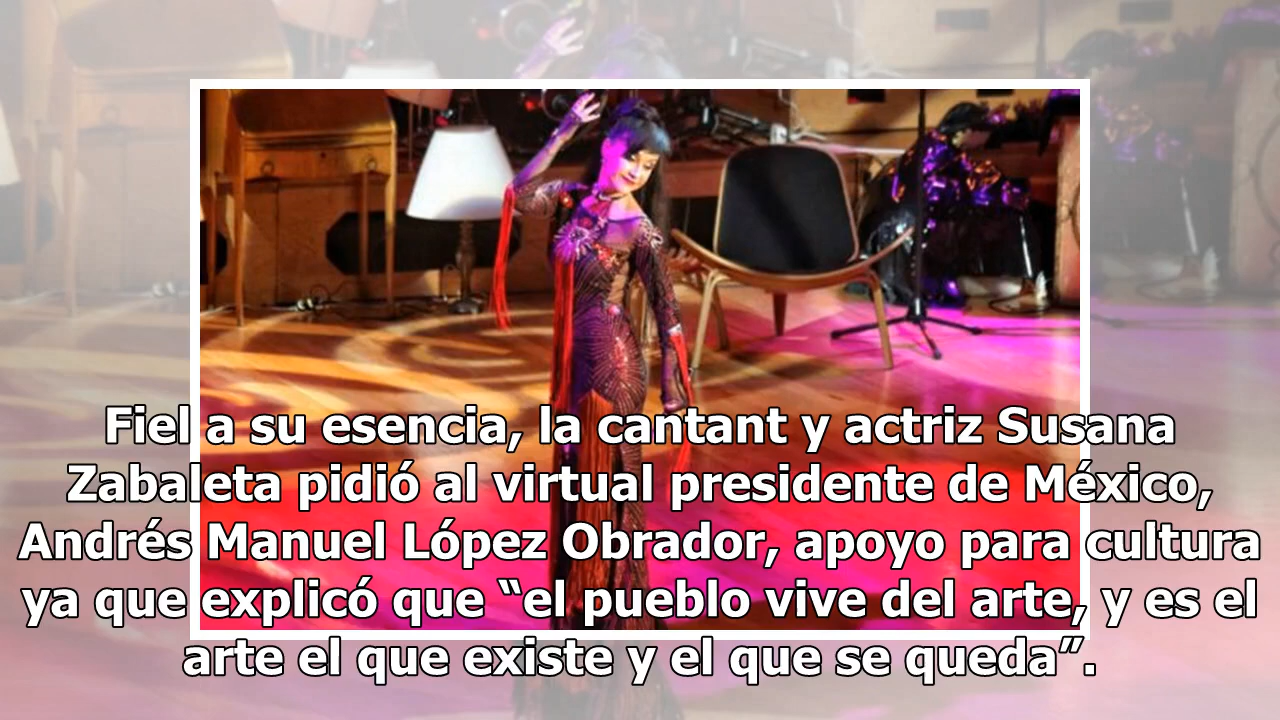 Fiel a su esencia, la cantant y actriz Susana
Zabaleta pidió al virtual presidente de México,
Andrés Manuel López Obrador, apoyo para cultura
ya que explicó que “el pueblo vive del arte, y es el
arte el que existe y el que se queda”.